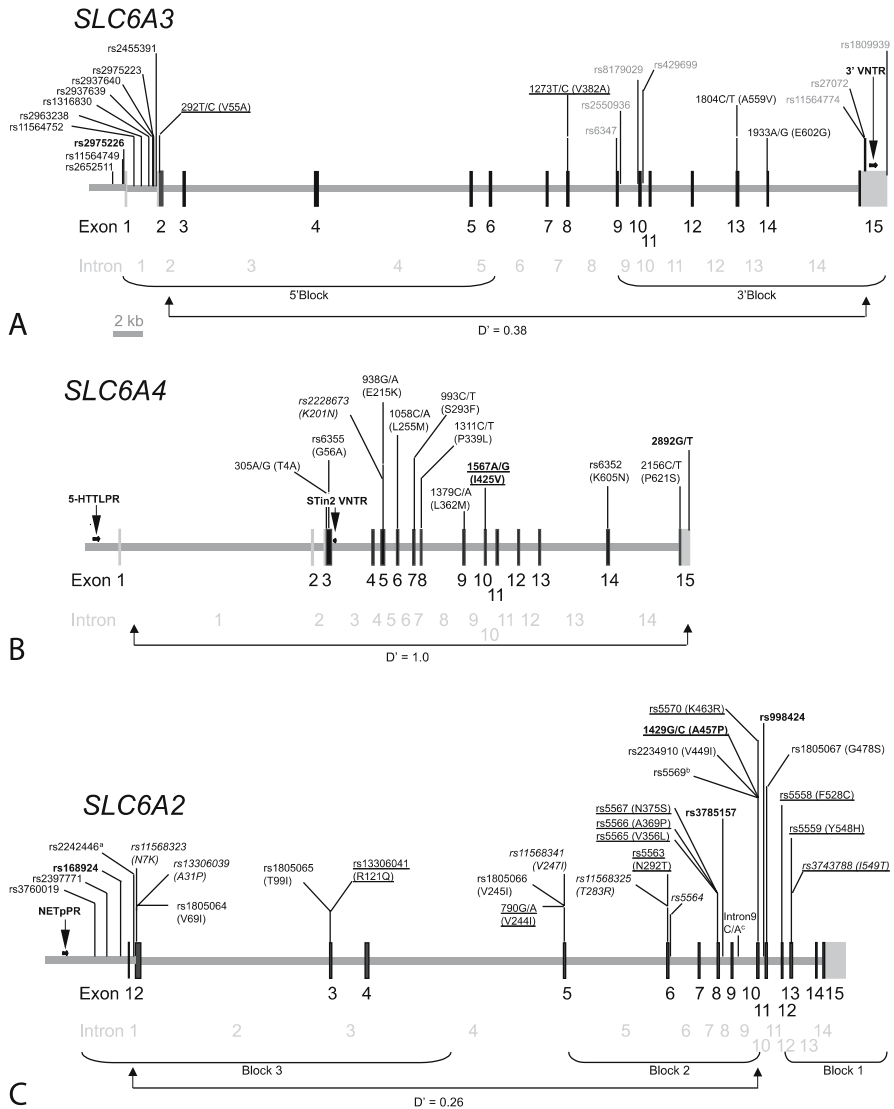 SLC6A3
rs2455391
rs2975223
rs2937640
rs2937639
rs1316830
rs2963238
rs11564752
rs2975226
rs11564749
rs2652511
292T/C (V55A)
1273T/C (V382A)
rs8179029
rs429699
rs2550936
rs6347
1804C/T (A559V)
1933A/G (E602G)
rs1809939
3' VNTR
rs27072
rs11564774
Exon 1 2 3 4 5 6 7 8 9 10 11 12 13 14 15
Intron 1 2 3 4 5 6 7 8 9 10 11 12 13 14
5'Block
3'Block
D' = 0.38
2 kb
A
SLC6A4
938G/A
(E215K)
rs2228673
(K201N)
993C/T
(S293F)
1058C/A
(L255M)
1311C/T
(P339L)
rs6355
(G56A)
305A/G (T4A)
1567A/G
(I425V)
1379C/A
(L362M)
2892G/T
rs6352
(K605N)
2156C/T
(P621S)
5-HTTLPR
STin2 VNTR
Exon 1 2 3 4 5 6 7 8 9 10 11 12 13 14 15
Intron 1 2 3 4 5 6 7 8 9 10 11 12 13 14
D' = 1.0
B
SLC6A2
rs5570 (K463R)
rs998424
1429G/C (A457P)
rs2234910 (V449I)
rs1805067 (G478S)
rs5569b
rs5558 (F528C)
rs5567 (N375S)
rs5566 (A369P)
rs5565 (V356L)
rs3785157
rs5559 (Y548H)
rs2242446a
rs11568323
(N7K)
rs168924
rs13306039
(A31P)
rs2397771
rs3760019
NETpPR
rs1805064
(V69I)
rs1805065
(T99I)
rs13306041
(R121Q)
rs11568341
(V247I)
rs1805066
(V245I)
790G/A
(V244I)
rs5563
(N292T)
rs11568325
(T283R)
rs5564
Intron9
C/Ac
rs3743788 (I549T)
Exon 1 2 3 4 5 6 7 8 9 10 11 12 13 14 15
Intron 1 2 3 4 5 6 7 8 9 10 11 12 13 14
Block 3
Block 2
Block 1
D' = 0.26
C